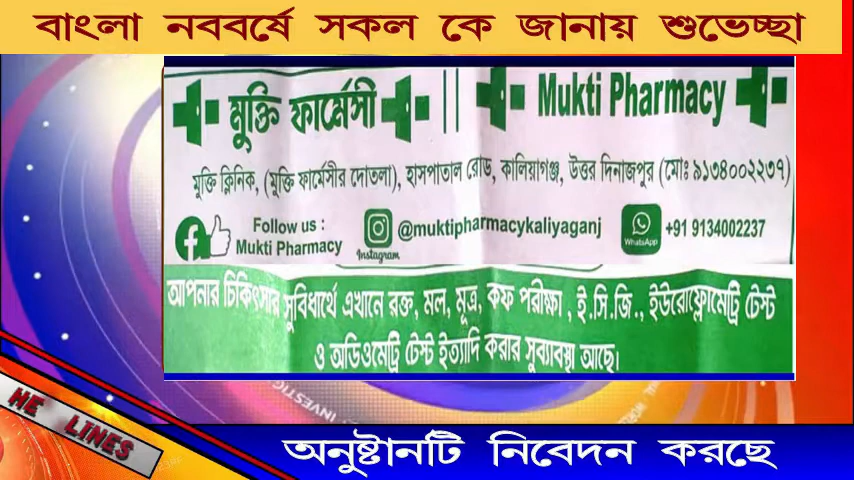 বাংলা নববর্ষে সকল কে জানায় শুভেচ্ছা
মুক্তি ফার্মেসী || Mukti Pharmacy
মুক্তি ক্লিনিক, (মুক্তি ফার্মেসীর দোতলা), হাসপাতাল রোড, কালিয়াগঞ্জ, উত্তর দিনাজপুর (মোঃ ৯১৩৪০০২২৩৭)
Follow us :
Mukti Pharmacy
Instagram
@muktipharmacykaliyaganj
WhatsApp
+91 9134002237
আপনার চিকিৎসার সুবিধার্থে এখানে রক্ত, মল, মূত্র, কফ পরীক্ষা, ই.সি.জি., ইউরোফ্লোমেট্রি টেস্ট
ও অডিওমেট্রি টেস্ট ইত্যাদি করার সুব্যাবস্থা আছে।
LINES
অনুষ্টানটি নিবেদন করছে